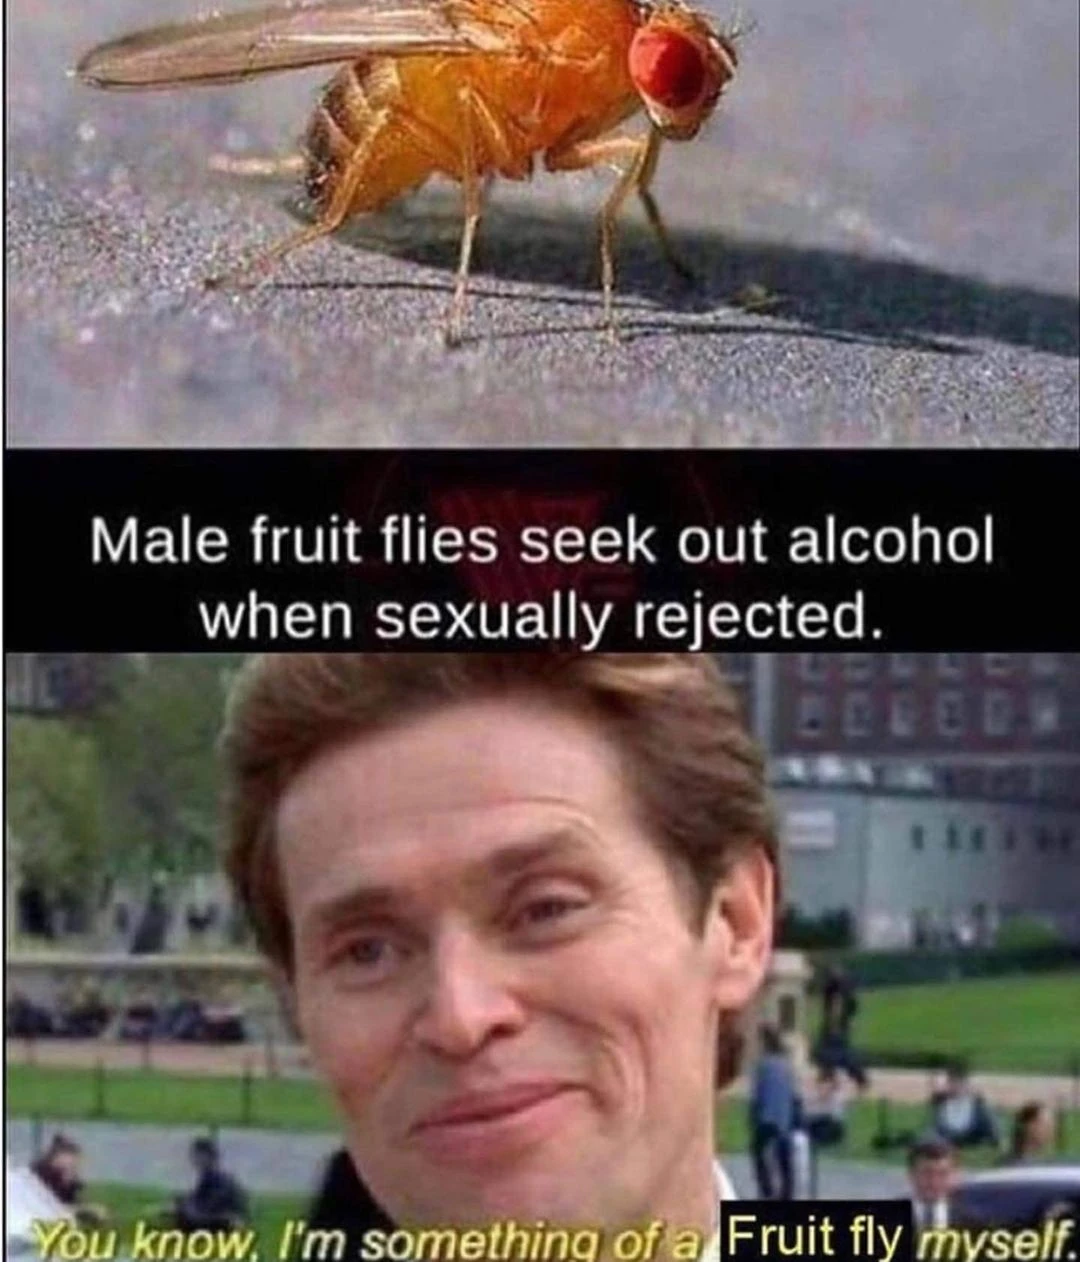 Male fruit flies seek out alcohol
when sexually rejected.
You know, I'm something of a Fruit fly myself.